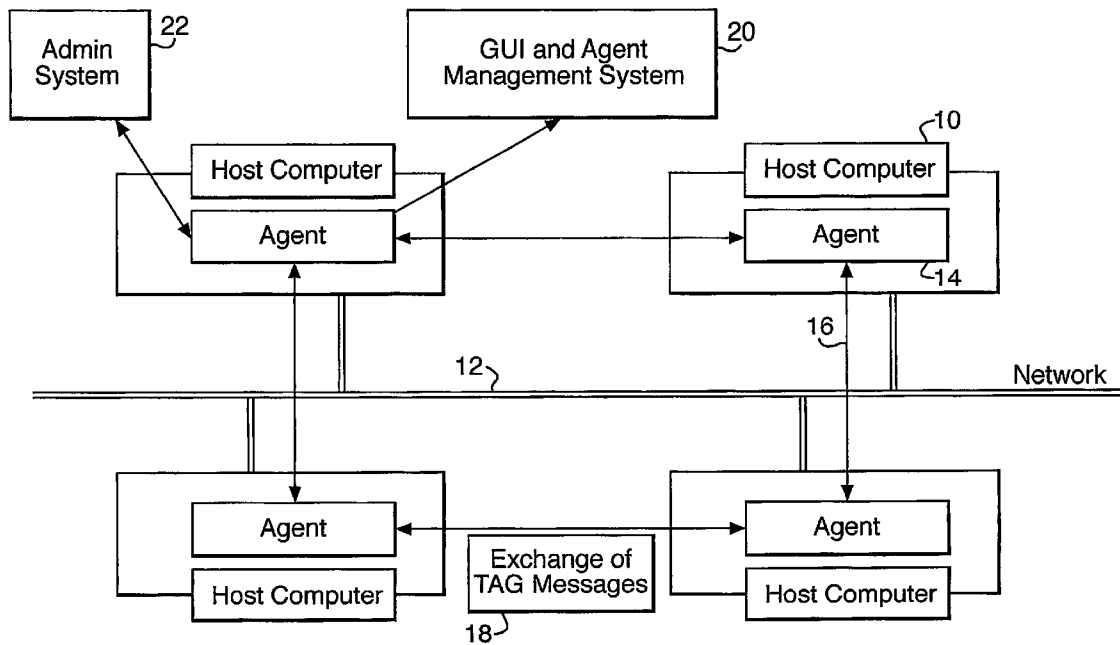 Admin
System
22
GUI and Agent
Management System
20
Host Computer
Agent
10
Host Computer
Agent
14
16
12
Network
Agent
Host Computer
Exchange of
TAG Messages
18
Agent
Host Computer